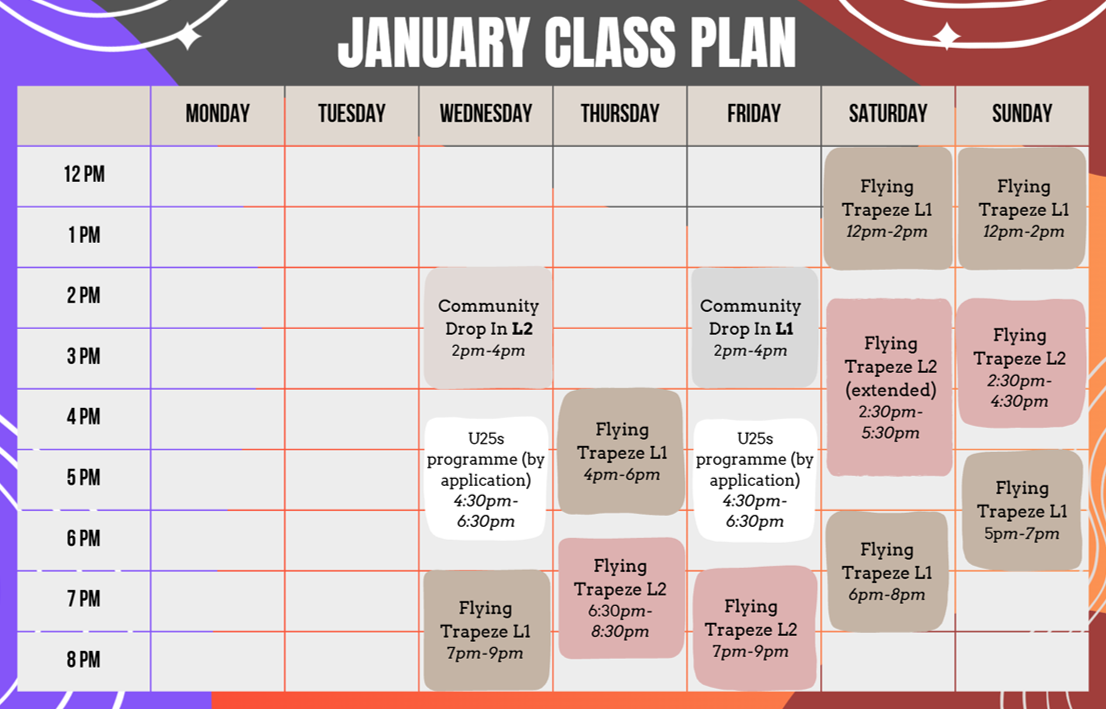 JANUARY CLASS PLAN
MONDAY TUESDAY WEDNESDAY THURSDAY FRIDAY SATURDAY SUNDAY
12 PM
1 PM
2 PM
3 PM
4 PM
5 PM
6 PM
7 PM
8 PM
Community
Drop In L2
2pm-4pm
U25s
programme (by
application)
4:30pm-
6:30pm
Flying
Trapeze L1
7pm-9pm
Flying
Trapeze L1
4pm-6pm
Flying
Trapeze L2
6:30pm-
8:30pm
Community
Drop In L1
2pm-4pm
U25s
programme (by
application)
4:30pm-
6:30pm
Flying
Trapeze L2
7pm-9pm
Flying
Trapeze L1
12pm-2pm
Flying
Trapeze L2
(extended)
2:30pm-
5:30pm
Flying
Trapeze L1
6pm-8pm
Flying
Trapeze L1
12pm-2pm
Flying
Trapeze L2
2:30pm-
4:30pm
Flying
Trapeze L1
5pm-7pm